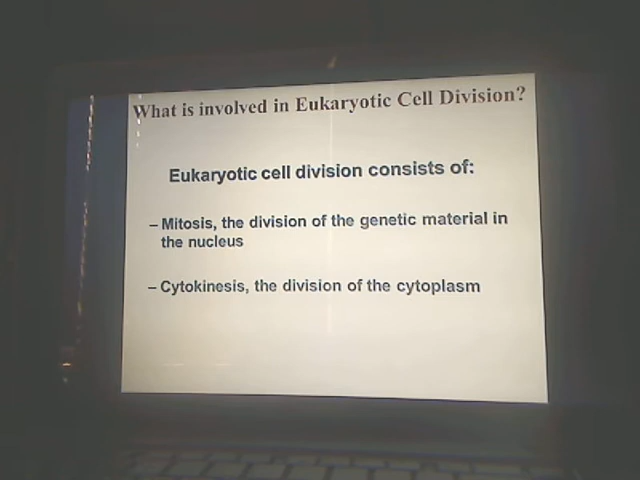 What is involved in Eukaryotic Cell Division?
Eukaryotic cell division consists of:
– Mitosis, the division of the genetic material in
the nucleus
– Cytokinesis, the division of the cytoplasm